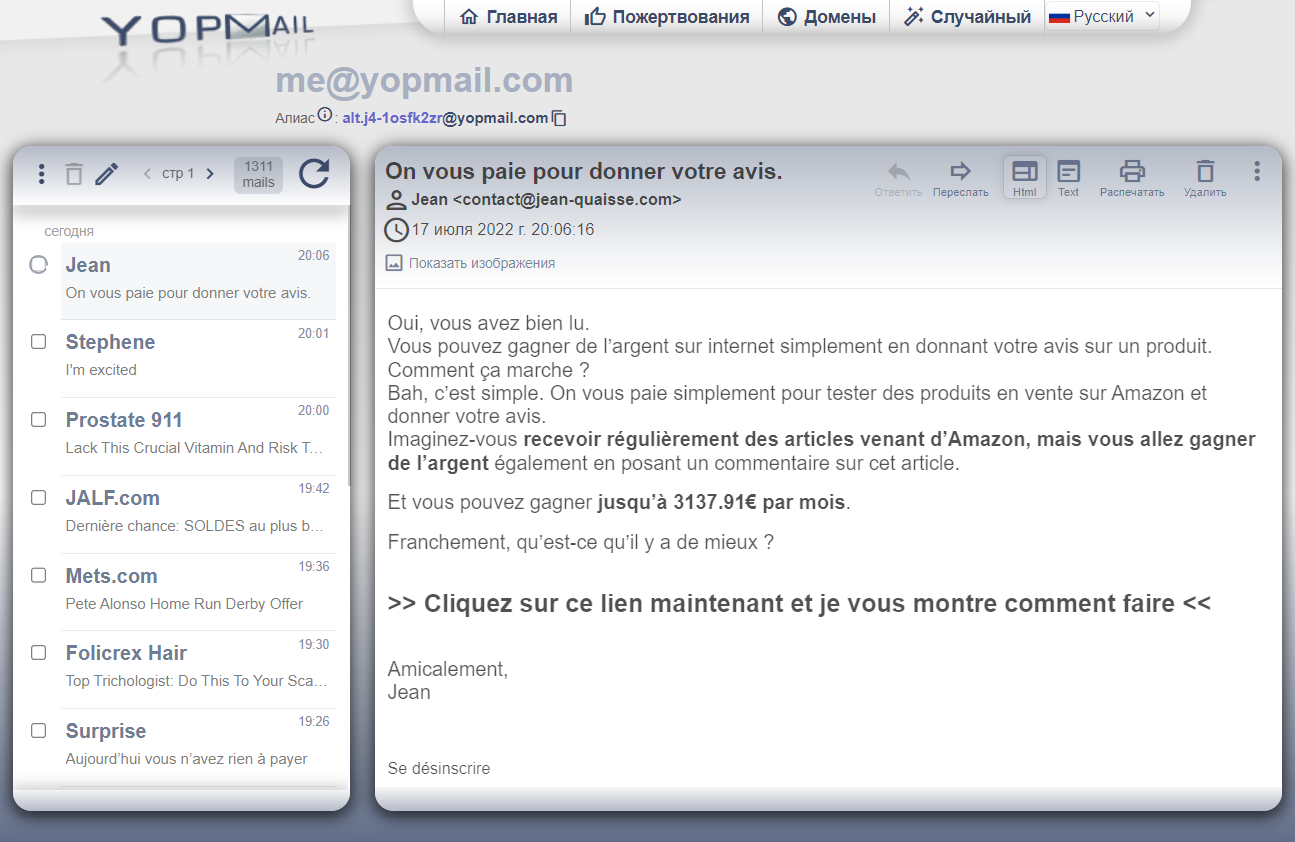 YOPMAIL
Главная
Пожертвования
Домены
Случайный
Русский
me@yopmail.com
Алиас : alt.j4-1osfk2zr@yopmail.com
стр 1
1311
mails
сегодня
Jean 20:06
On vous paie pour donner votre avis.
Stephene 20:01
I'm excited
Prostate 911 20:00
Lack This Crucial Vitamin And Risk T…
JALF.com 19:42
Dernière chance: SOLDES au plus b…
Mets.com 19:36
Pete Alonso Home Run Derby Offer
Folicrex Hair 19:30
Top Trichologist: Do This To Your Sca…
Surprise 19:26
Aujourd’hui vous n’avez rien à payer
On vous paie pour donner votre avis.
Jean <contact@jean-quaisse.com>
17 июля 2022 г. 20:06:16
Показать изображения
Ответить
Переслать
Html
Text
Распечатать
Удалить
Oui, vous avez bien lu.
Vous pouvez gagner de l’argent sur internet simplement en donnant votre avis sur un produit.
Comment ça marche ?
Bah, c’est simple. On vous paie simplement pour tester des produits en vente sur Amazon et
donner votre avis.
Imaginez-vous recevoir régulièrement des articles venant d’Amazon, mais vous allez gagner
de l’argent également en posant un commentaire sur cet article.
Et vous pouvez gagner jusqu’à 3137.91€ par mois.
Franchement, qu’est-ce qu’il y a de mieux ?
>> Cliquez sur ce lien maintenant et je vous montre comment faire <<
Amicalement,
Jean
Se désinscrire